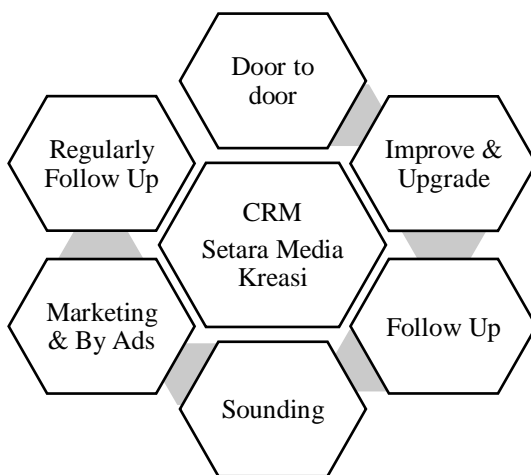 Door to
door
Improve &
Upgrade
Follow Up
Sounding
Marketing
& By Ads
Regularly
Follow Up
CRM
Setara Media
Kreasi